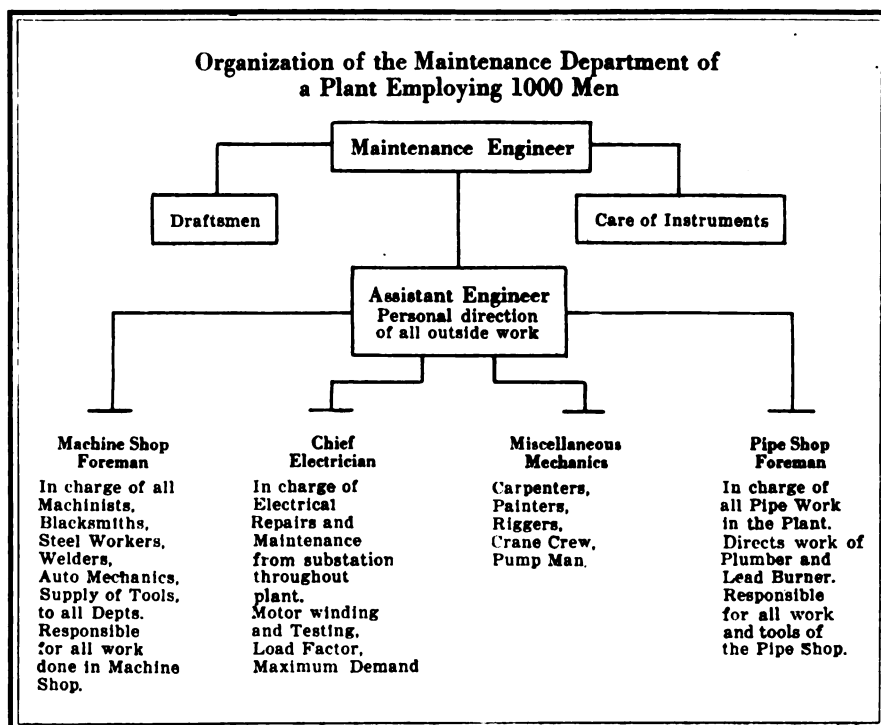 Organization of the Maintenance Department of
a Plant Employing 1000 Men
Maintenance Engineer
Draftsmen
Care of Instruments
Assistant Engineer
Personal direction
of all outside work
Machine Shop
Foreman
In charge of all
Machinists,
Blacksmiths,
Steel Workers,
Welders,
Auto Mechanics,
Supply of Tools,
to all Depts.
Responsible
for all work
done in Machine
Shop.
Chief
Electrician
In charge of
Electrical
Repairs and
Maintenance
from substation
throughout
plant.
Motor winding
and Testing,
Load Factor,
Maximum Demand
Miscellaneous
Mechanics
Carpenters,
Painters,
Riggers,
Crane Crew,
Pump Man.
Pipe Shop
Foreman
In charge of
all Pipe Work
in the Plant.
Directs work of
Plumber and
Lead Burner.
Responsible
for all work
and tools of
the Pipe Shop.